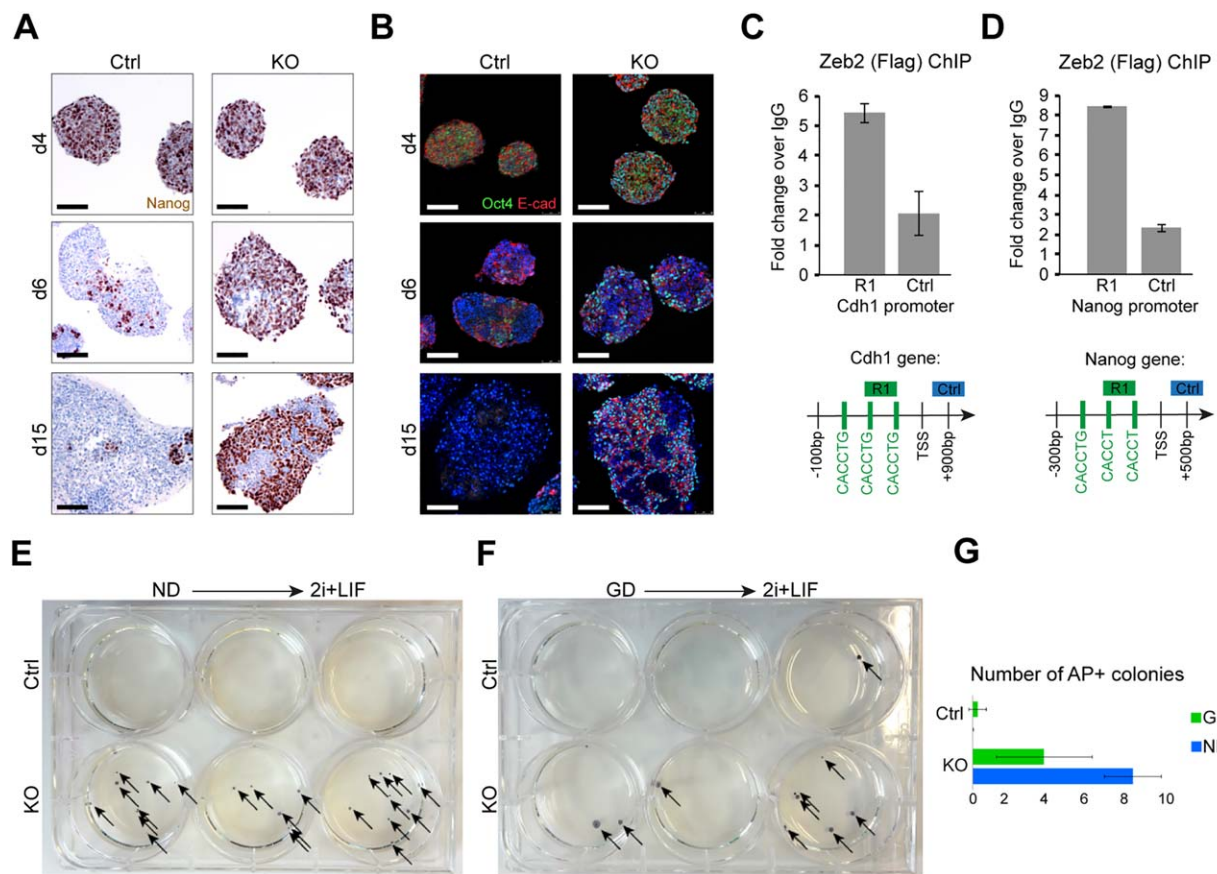 A
Ctrl
KO
d4
Nanog
d6
d15
B
Ctrl
KO
d4
Oct4 E-cad
d6
d15
C
Zeb2 (Flag) ChIP
Fold change over IgG
6
5
4
3
2
1
0
R1
Ctrl
Cdh1 promoter
Cdh1 gene:
R1
Ctrl
-100bp
CACCTG
CACCTG
CACCTG
TSS
+900bp
D
Zeb2 (Flag) ChIP
Fold change over IgG
9
8
7
6
5
4
3
2
1
0
R1
Ctrl
Nanog promoter
Nanog gene:
R1
Ctrl
-300bp
CACCTG
CACCT
CACCT
TSS
+500bp
E
ND
2i+LIF
Ctrl
KO
F
GD
2i+LIF
Ctrl
KO
G
Number of AP+ colonies
Ctrl
KO
0 2 4 6 8 10